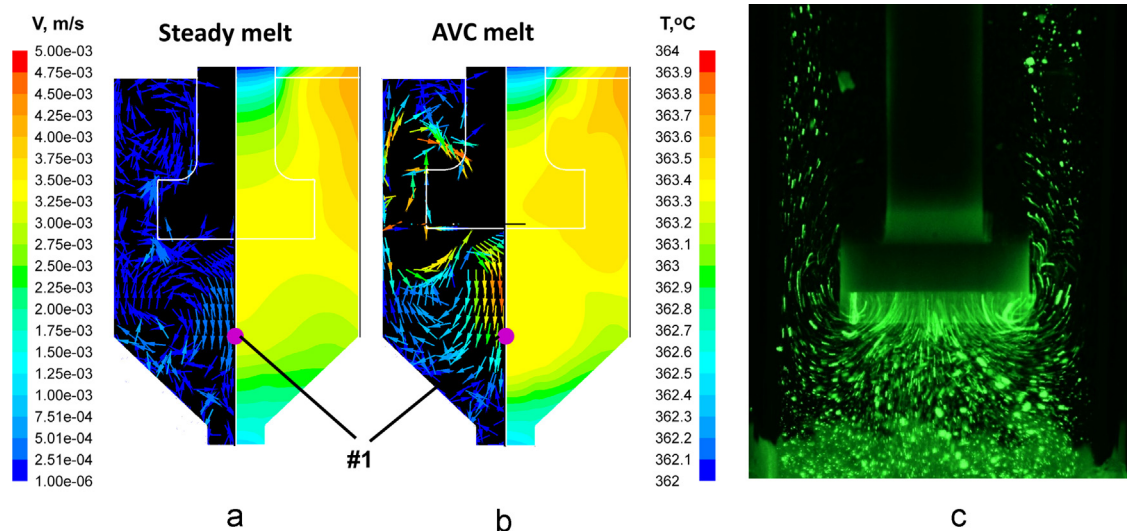 V, m/s
Steady melt
AVC melt
T,ºC
5.00e-03
4.75e-03
4.50e-03
4.25e-03
4.00e-03
3.75e-03
3.50e-03
3.25e-03
3.00e-03
2.75e-03
2.50e-03
2.25e-03
2.00e-03
1.75e-03
1.50e-03
1.25e-03
1.00e-03
7.51e-04
5.01e-04
2.51e-04
1.00e-06
364
363.9
363.8
363.7
363.6
363.5
363.4
363.3
363.2
363.1
363
362.9
362.8
362.7
362.6
362.5
362.4
362.3
362.2
362.1
362
#1
a
b
c